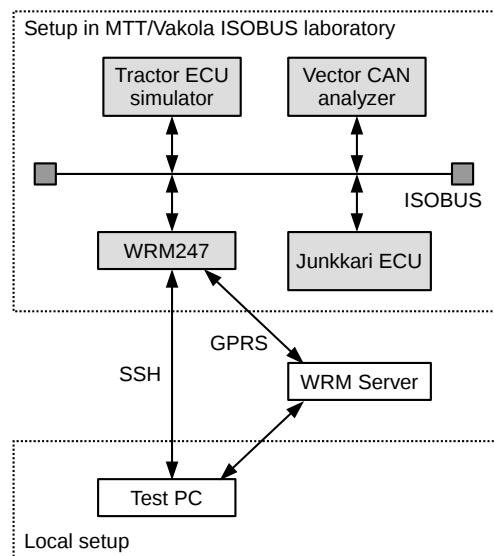 Setup in MTT/Vakola ISOBUS laboratory
Tractor ECU
simulator
Vector CAN
analyzer
ISOBUS
WRM247
Junkkari ECU
GPRS
SSH
WRM Server
Test PC
Local setup